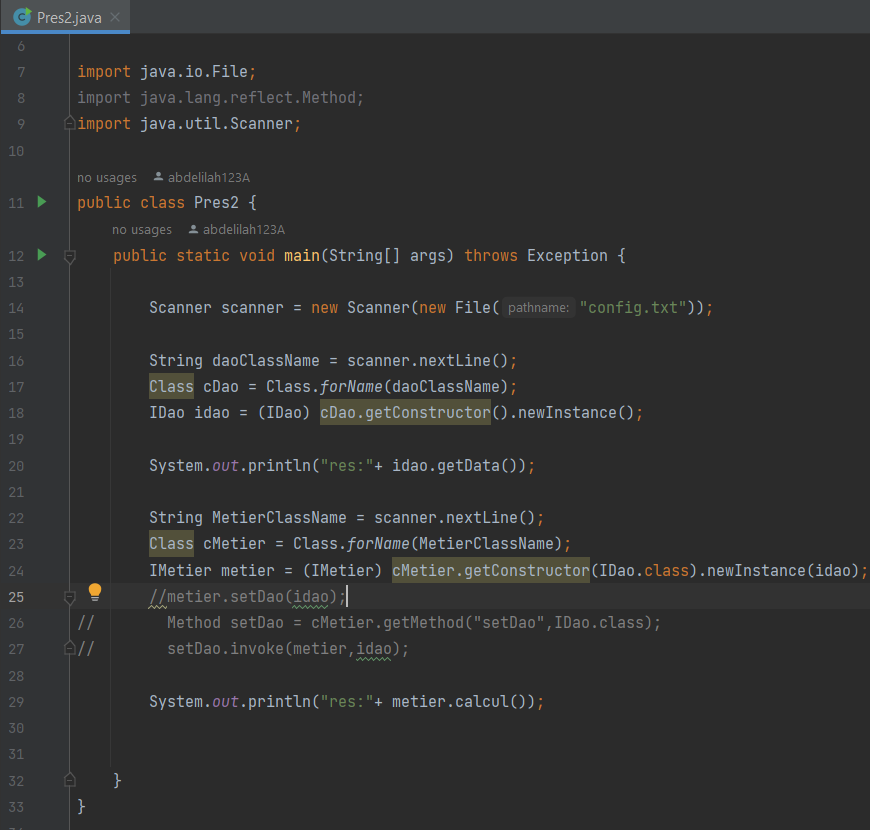 Pres2.java
6
7 import java.io.File;
8 import java.lang.reflect.Method;
9 import java.util.Scanner;
10
no usages abdelilah123A
11 public class Pres2 {
no usages abdelilah123A
12 public static void main(String[] args) throws Exception {
13
14 Scanner scanner = new Scanner(new File( pathname: "config.txt"));
15
16 String daoClassName = scanner.nextLine();
17 Class cDao = Class.forName(daoClassName);
18 IDao idao = (IDao) cDao.getConstructor().newInstance();
19
20 System.out.println("res:"+ idao.getData());
21
22 String MetierClassName = scanner.nextLine();
23 Class cMetier = Class.forName(MetierClassName);
24 IMetier metier = (IMetier) cMetier.getConstructor(IDao.class).newInstance(idao);
25 //metier.setDao(idao);
26 // Method setDao = cMetier.getMethod("setDao",IDao.class);
27 // setDao.invoke(metier,idao);
28
29 System.out.println("res:"+ metier.calcul());
30
31
32 }
33 }